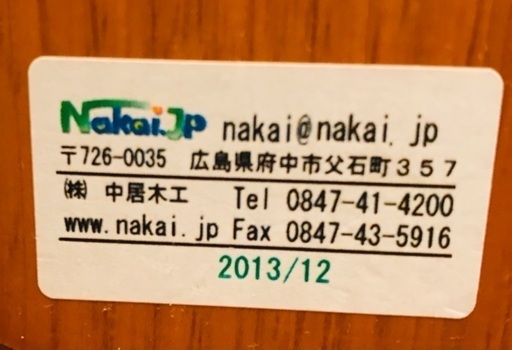 Nakai.Jp nakai@nakai.jp
〒726-0035 広島県府中市父石町357
㈱ 中居木工 Tel 0847-41-4200
www.nakai.jp Fax 0847-43-5916
2013/12